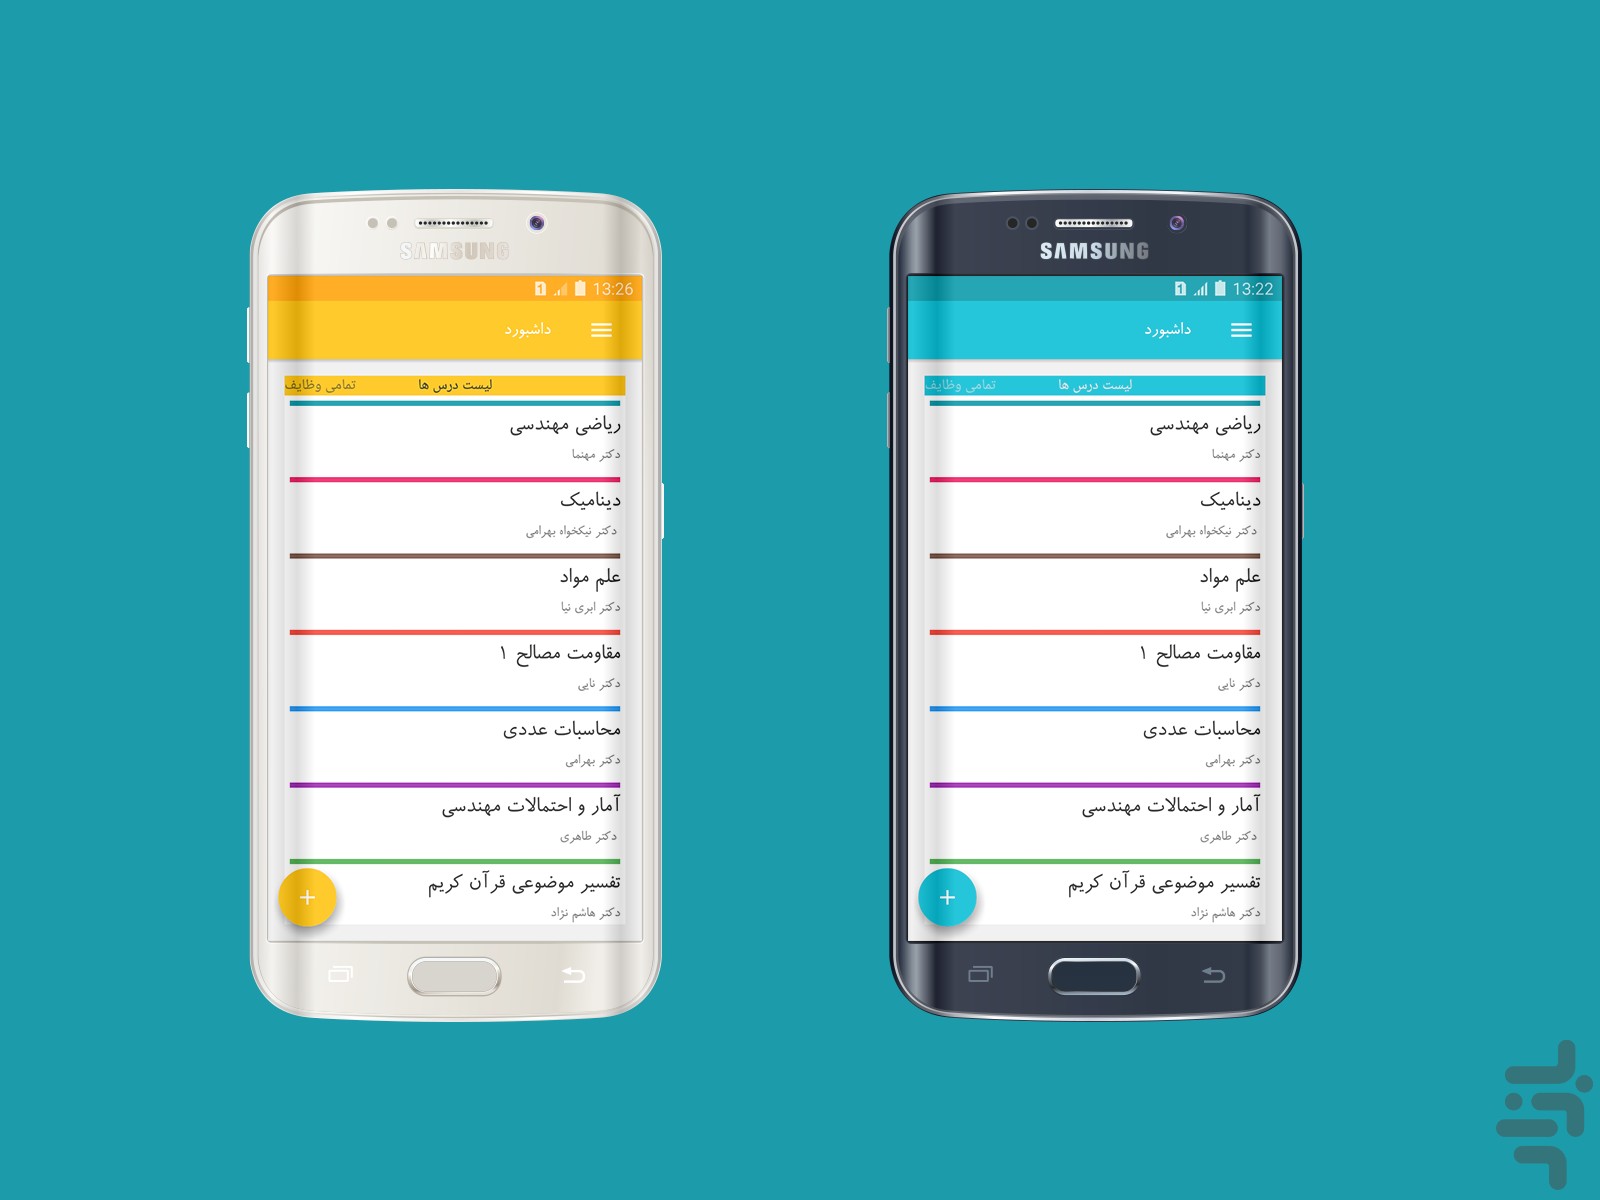 SAMSUNG
1 13:26
داشبورد
لیست درس ها تمامی وظایف
ریاضی مهندسی
دکتر مهنما
دینامیک
دکتر نیکخواه بهرامی
علم مواد
دکتر ابری نیا
مقاومت مصالح ۱
دکتر نایی
محاسبات عددی
دکتر بهرامی
آمار و احتمالات مهندسی
دکتر طاهری
تفسیر موضوعی قرآن کریم
دکتر هاشم نژاد
+
SAMSUNG
1 13:22
داشبورد
لیست درس ها تمامی وظایف
ریاضی مهندسی
دکتر مهنما
دینامیک
دکتر نیکخواه بهرامی
علم مواد
دکتر ابری نیا
مقاومت مصالح ۱
دکتر نایی
محاسبات عددی
دکتر بهرامی
آمار و احتمالات مهندسی
دکتر طاهری
تفسیر موضوعی قرآن کریم
دکتر هاشم نژاد
+
بازار